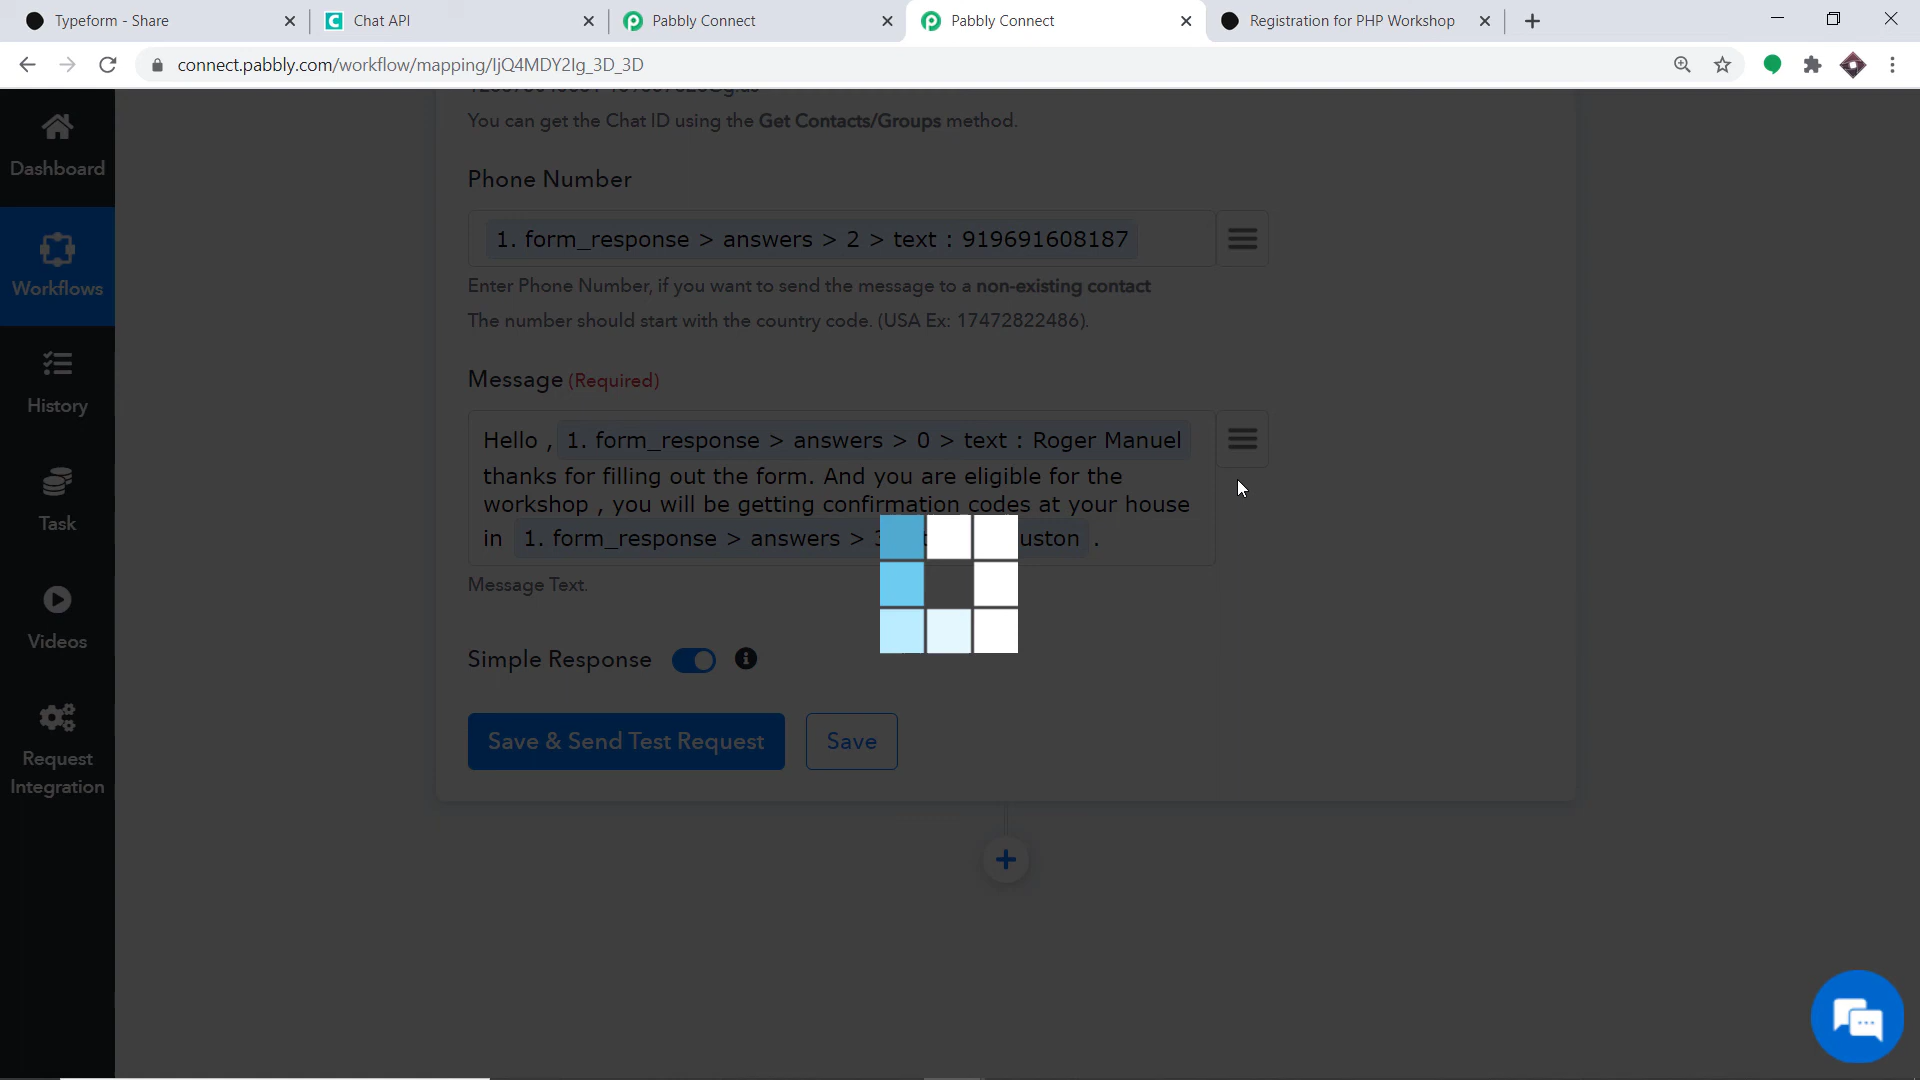 Typeform - Share
Chat API
Pabbly Connect
Pabbly Connect
Registration for PHP Workshop
connect.pabbly.com/workflow/mapping/IjQ4MDY2Ig_3D_3D
Dashboard
Workflows
History
Task
Videos
Request
Integration
You can get the Chat ID using the Get Contacts/Groups method.
Phone Number
1. form_response > answers > 2 > text : 919691608187
Enter Phone Number, if you want to send the message to a non-existing contact
The number should start with the country code. (USA Ex: 17472822486).
Message (Required)
Hello , 1. form_response > answers > 0 > text : Roger Manuel
thanks for filling out the form. And you are eligible for the
workshop , you will be getting confirmation codes at your house
in 1. form_response > answers > .
Message Text.
Simple Response
Save & Send Test Request
Save